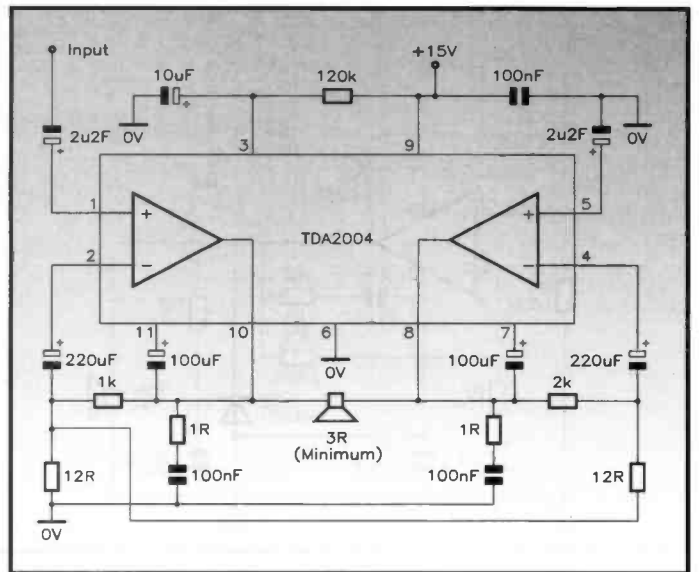 Input
+15V
10uF
120k
100nF
0V
2u2F
3
9
2u2F
0V
1
5
TDA2004
2
4
11
10
6
8
7
220uF
100uF
0V
100uF
220uF
1k
2k
1R
3R
1R
(Minimum)
12R
100nF
100nF
12R
0V